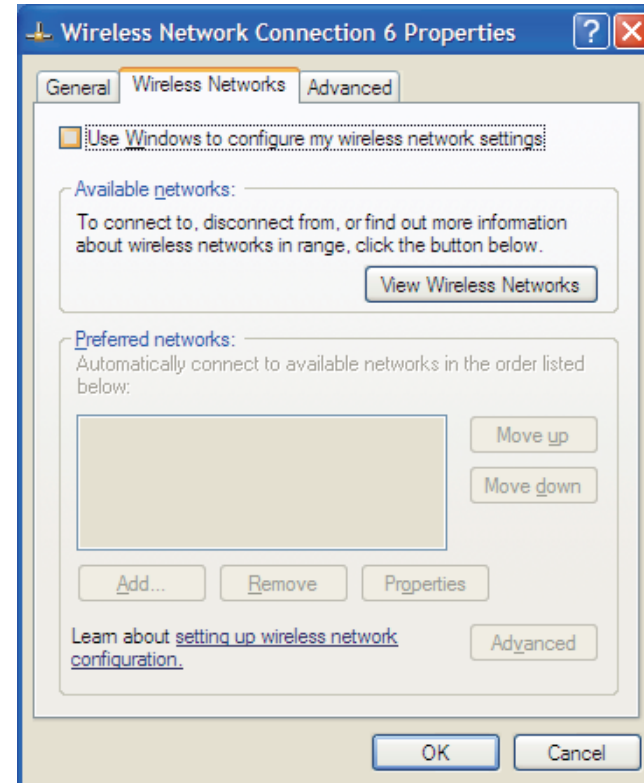 Wireless Network Connection 6 Properties
General Wireless Networks Advanced
Use Windows to configure my wireless network settings
Available networks:
To connect to, disconnect from, or find out more information
about wireless networks in range, click the button below.
View Wireless Networks
Preferred networks:
Automatically connect to available networks in the order listed
below:
Move up
Move down
Add... Remove Properties
Learn about setting up wireless network
configuration.
Advanced
OK Cancel